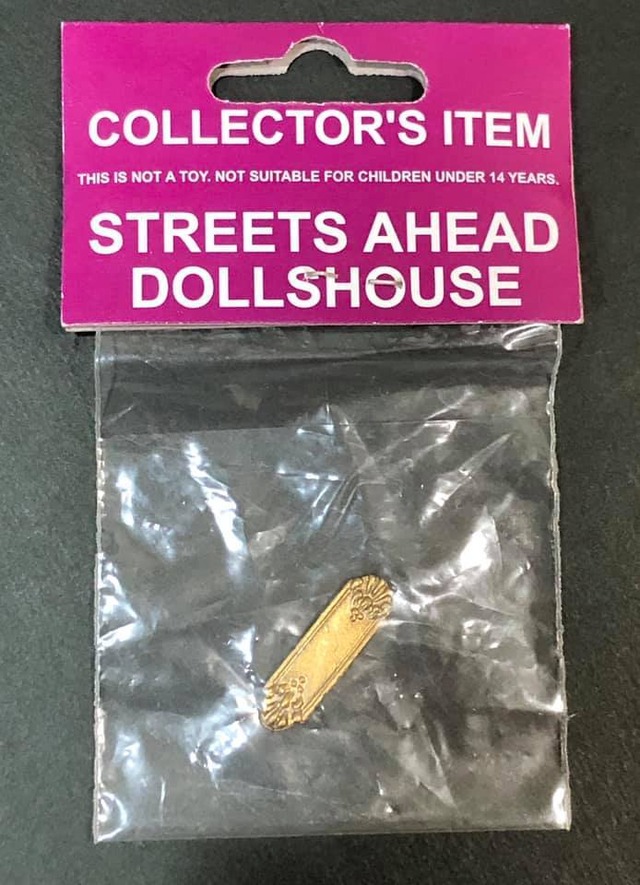 COLLECTOR'S ITEM
THIS IS NOT A TOY. NOT SUITABLE FOR CHILDREN UNDER 14 YEARS.
STREETS AHEAD
DOLLSHOUSE